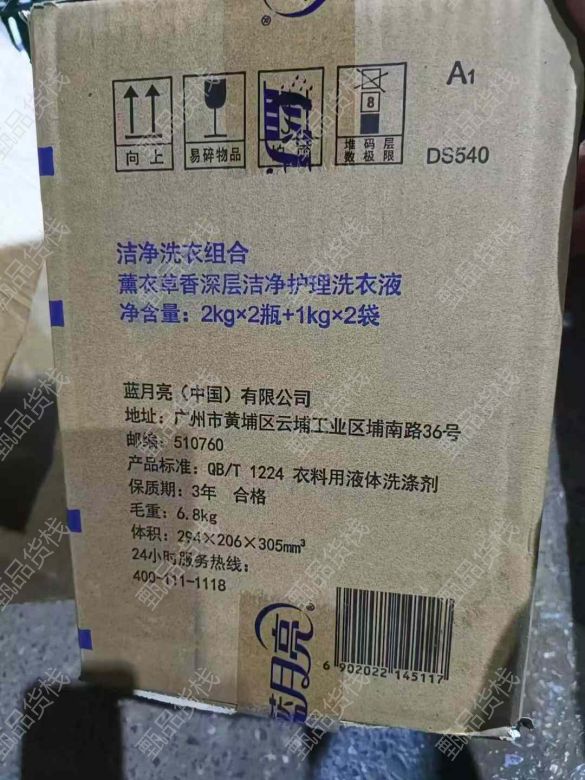 A1
8
向上
易碎物品
堆码层
数极限
DS540
洁净洗衣组合
薰衣草香深层洁净护理洗衣液
净含量：2kg×2瓶+1kg×2袋
蓝月亮（中国）有限公司
地址：广州市黄埔区云埔工业区埔南路36号
邮编：510760
产品标准：QB/T 1224 衣料用液体洗涤剂
保质期：3年 合格
毛重：6.8kg
体积：294×206×305mm³
24小时服务热线：
400-111-1118
蓝月亮®
6 902022 145117
甄品货栈